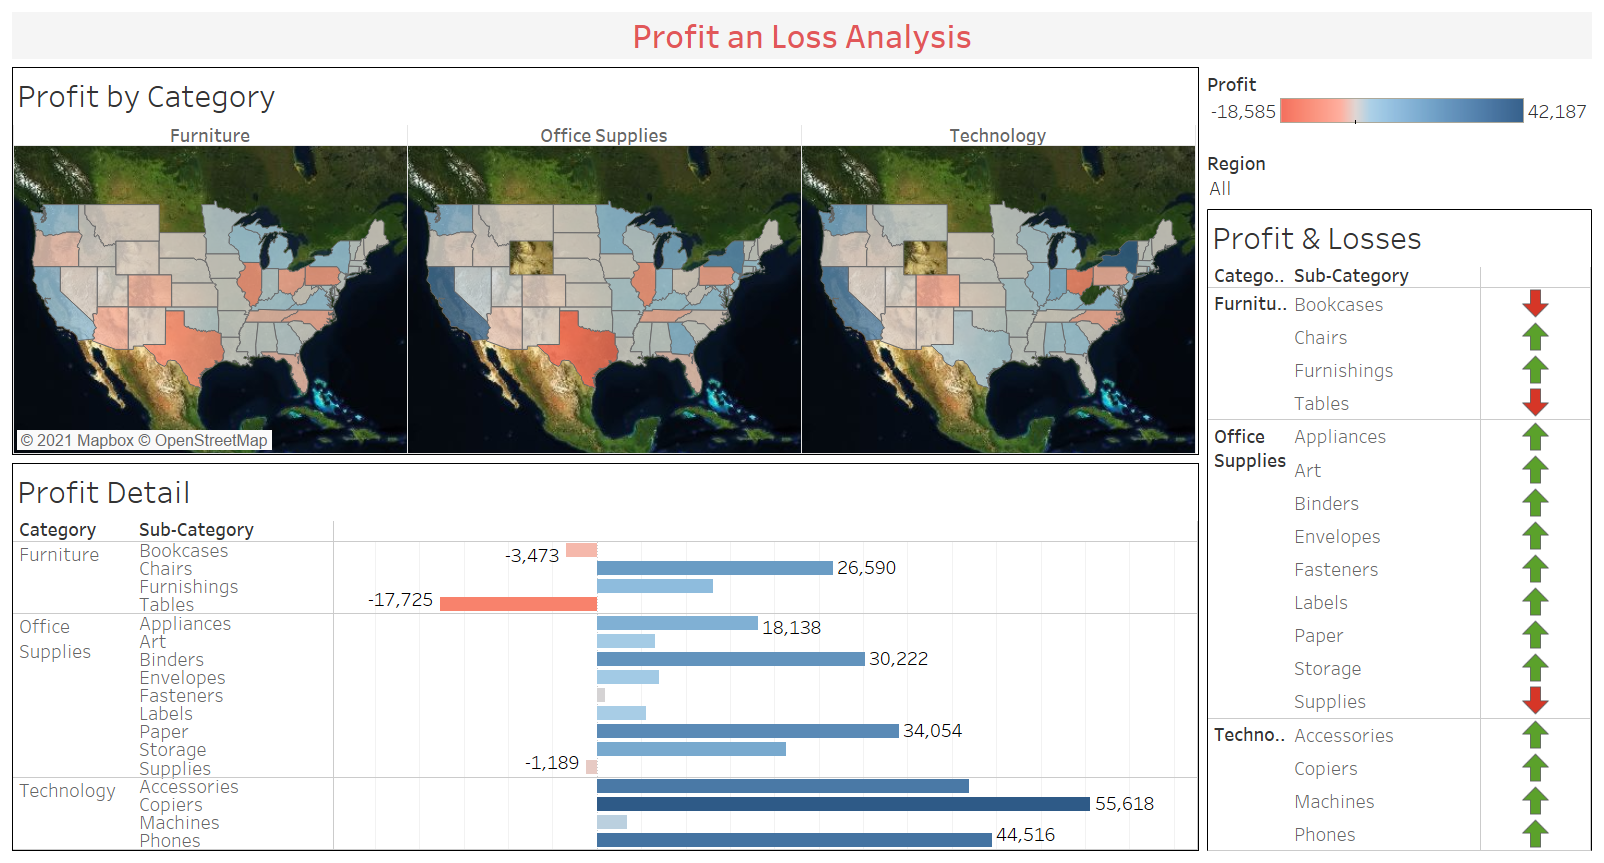 Profit an Loss Analysis
Profit by Category
Furniture
Office Supplies
Technology
© 2021 Mapbox © OpenStreetMap
Profit
-18,585
42,187
Region
All
Profit Detail
Category Sub-Category
Furniture
Bookcases -3,473
Chairs 26,590
Furnishings
Tables -17,725
Office
Supplies
Appliances 18,138
Art
Binders 30,222
Envelopes
Fasteners
Labels
Paper 34,054
Storage
Supplies -1,189
Technology
Accessories
Copiers 55,618
Machines
Phones 44,516
Profit & Losses
Catego.. Sub-Category
Furnitu.. Bookcases
Chairs
Furnishings
Tables
Office
Supplies
Appliances
Art
Binders
Envelopes
Fasteners
Labels
Paper
Storage
Supplies
Techno.. Accessories
Copiers
Machines
Phones